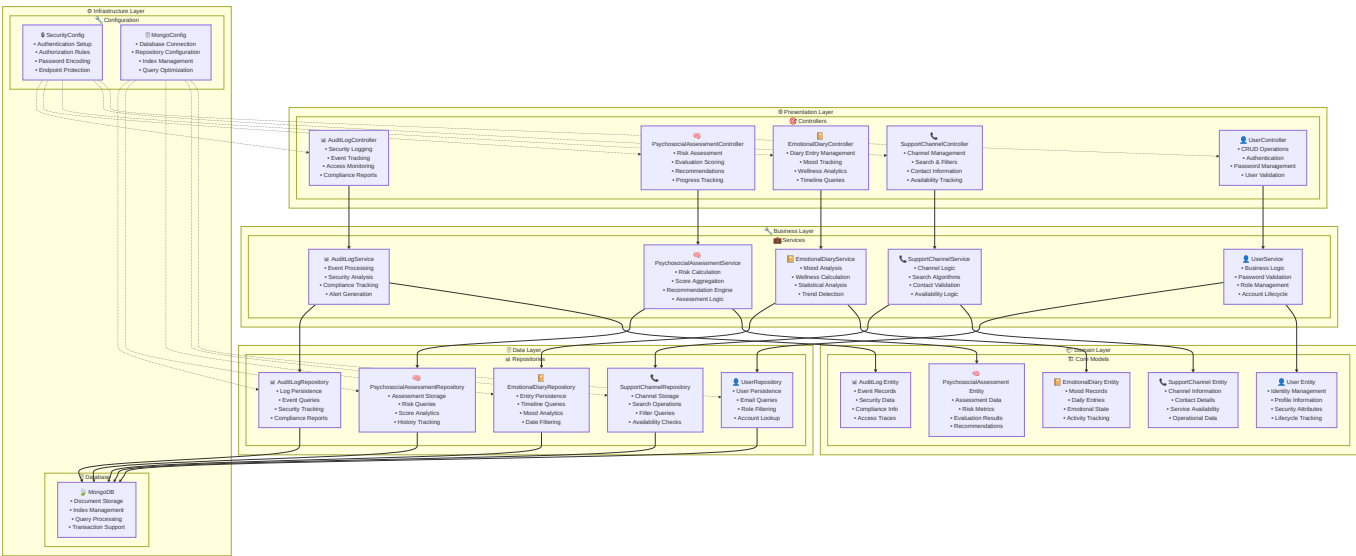 ⚙ Infrastructure Layer
🔧 Configuration
🔒 SecurityConfig
• Authentication Setup
• Authorization Rules
• Password Encoding
• Endpoint Protection
🗄 MongoConfig
• Database Connection
• Repository Configuration
• Index Management
• Query Optimization
🌐 Presentation Layer
🎯 Controllers
📊 AuditLogController
• Security Logging
• Event Tracking
• Access Monitoring
• Compliance Reports
🧠
PsychosocialAssessmentController
• Risk Assessment
• Evaluation Scoring
• Recommendations
• Progress Tracking
📔
EmotionalDiaryController
• Diary Entry Management
• Mood Tracking
• Wellness Analytics
• Timeline Queries
📞
SupportChannelController
• Channel Management
• Search & Filters
• Contact Information
• Availability Tracking
👤 UserController
• CRUD Operations
• Authentication
• Password Management
• User Validation
🔧 Business Layer
💼 Services
📊 AuditLogService
• Event Processing
• Security Analysis
• Compliance Tracking
• Alert Generation
🧠
PsychosocialAssessmentService
• Risk Calculation
• Score Aggregation
• Recommendation Engine
• Assessment Logic
📔 EmotionalDiaryService
• Mood Analysis
• Wellness Calculation
• Statistical Analysis
• Trend Detection
📞 SupportChannelService
• Channel Logic
• Search Algorithms
• Contact Validation
• Availability Logic
👤 UserService
• Business Logic
• Password Validation
• Role Management
• Account Lifecycle
🗄 Data Layer
📊 Repositories
📊 AuditLogRepository
• Log Persistence
• Event Queries
• Security Tracking
• Compliance Reports
🧠
PsychosocialAssessmentRepository
• Assessment Storage
• Risk Queries
• Score Analytics
• History Tracking
📔
EmotionalDiaryRepository
• Entry Persistence
• Timeline Queries
• Mood Analytics
• Date Filtering
📞
SupportChannelRepository
• Channel Storage
• Search Operations
• Filter Queries
• Availability Checks
👤 UserRepository
• User Persistence
• Email Queries
• Role Filtering
• Account Lookup
📦 Domain Layer
🏗 Core Models
📊 AuditLog Entity
• Event Records
• Security Data
• Compliance Info
• Access Traces
🧠
PsychosocialAssessment
Entity
• Assessment Data
• Risk Metrics
• Evaluation Results
• Recommendations
📔 EmotionalDiary Entity
• Mood Records
• Daily Entries
• Emotional State
• Activity Tracking
📞 SupportChannel Entity
• Channel Information
• Contact Details
• Service Availability
• Operational Data
👤 User Entity
• Identity Management
• Profile Information
• Security Attributes
• Lifecycle Tracking
🗄 Database
🍃 MongoDB
• Document Storage
• Index Management
• Query Processing
• Transaction Support